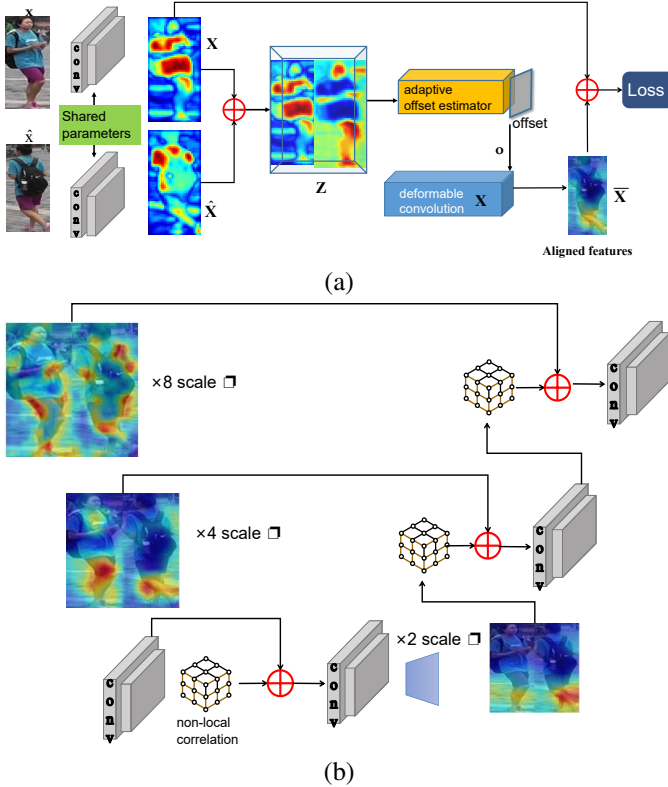 x
conv
Shared
parameters
x̂
conv
X
X̂
Z
adaptive
offset estimator
offset
o
deformable
convolution X
X̅
Aligned features
Loss
(a)
×8 scale
conv
×4 scale
conv
×2 scale
conv
non-local
correlation
conv
(b)